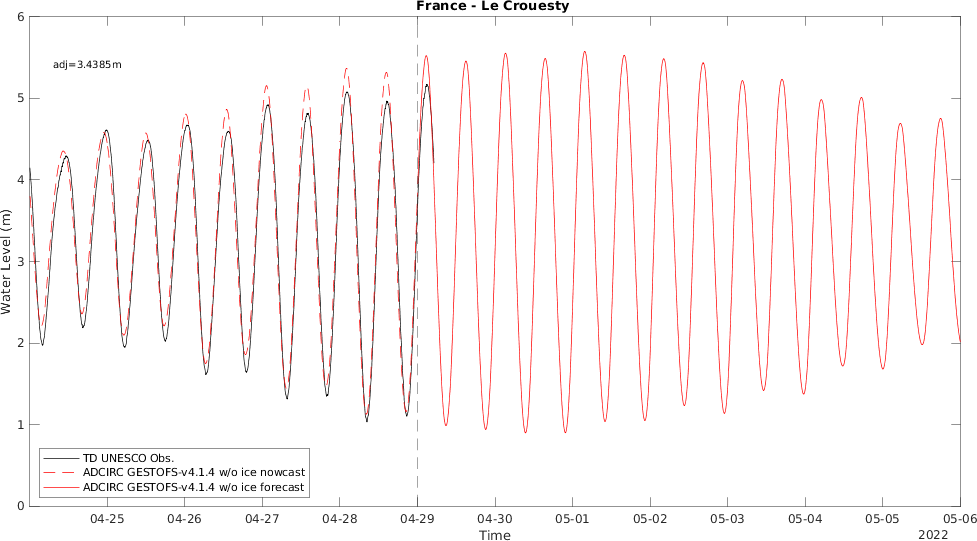 France - Le Crouesty
adj=3.4385m
Water Level (m)
6
5
4
3
2
1
0
TD UNESCO Obs.
ADCIRC GESTOFS-v4.1.4 w/o ice nowcast
ADCIRC GESTOFS-v4.1.4 w/o ice forecast
04-25 04-26 04-27 04-28 04-29 04-30 05-01 05-02 05-03 05-04 05-05 05-06
Time
2022